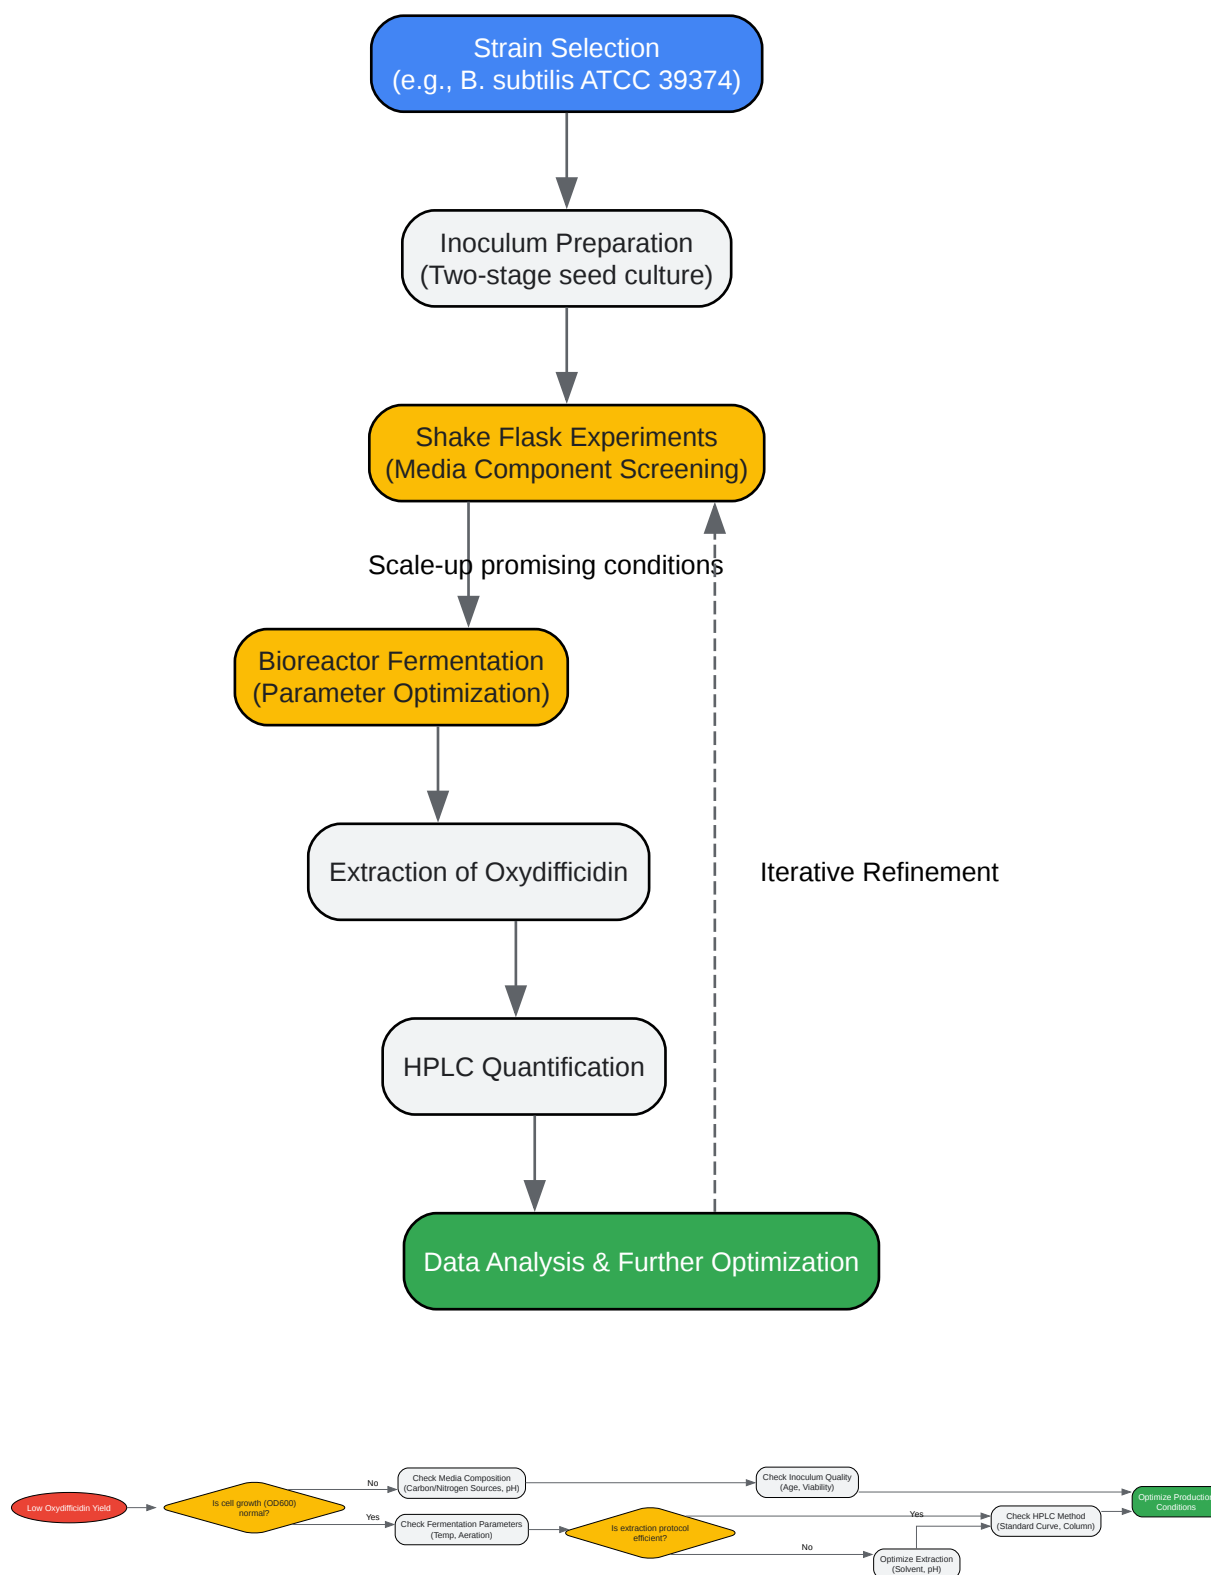 Strain Selection
(e.g., B. subtilis ATCC 39374)
Inoculum Preparation
(Two-stage seed culture)
Shake Flask Experiments
(Media Component Screening)
Scale-up promising conditions
Bioreactor Fermentation
(Parameter Optimization)
Extraction of Oxydifficidin
Iterative Refinement
HPLC Quantification
Data Analysis & Further Optimization
Low Oxydifficidin Yield
Is cell growth (OD600)
normal?
No
Check Media Composition
(Carbon/Nitrogen Sources, pH)
Yes
Check Fermentation Parameters
(Temp, Aeration)
Is extraction protocol
efficient?
Check Inoculum Quality
(Age, Viability)
No
Optimize Extraction
(Solvent, pH)
Yes
Check HPLC Method
(Standard Curve, Column)
Optimize Production
Conditions